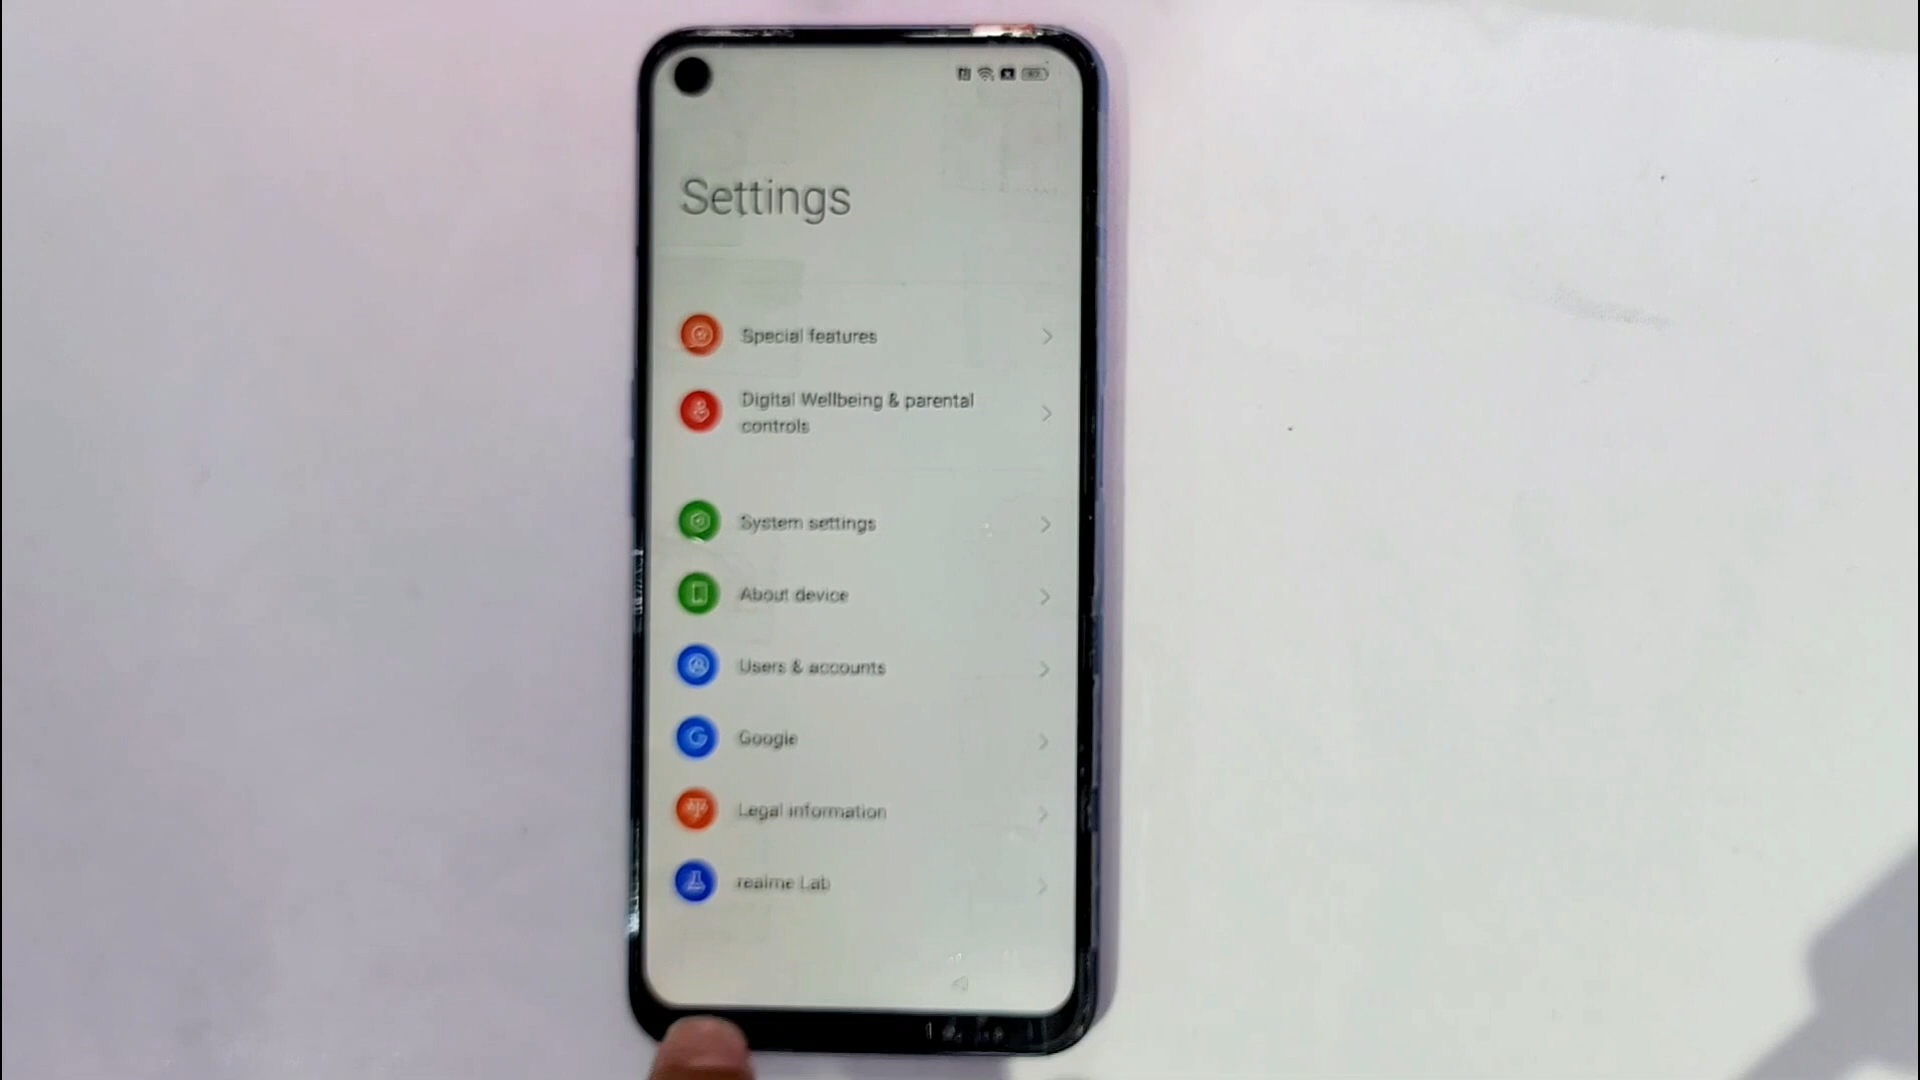 Settings
Special features
Digital Wellbeing & parental
controls
System settings
About device
Users & accounts
Google
Legal information
realme Lab